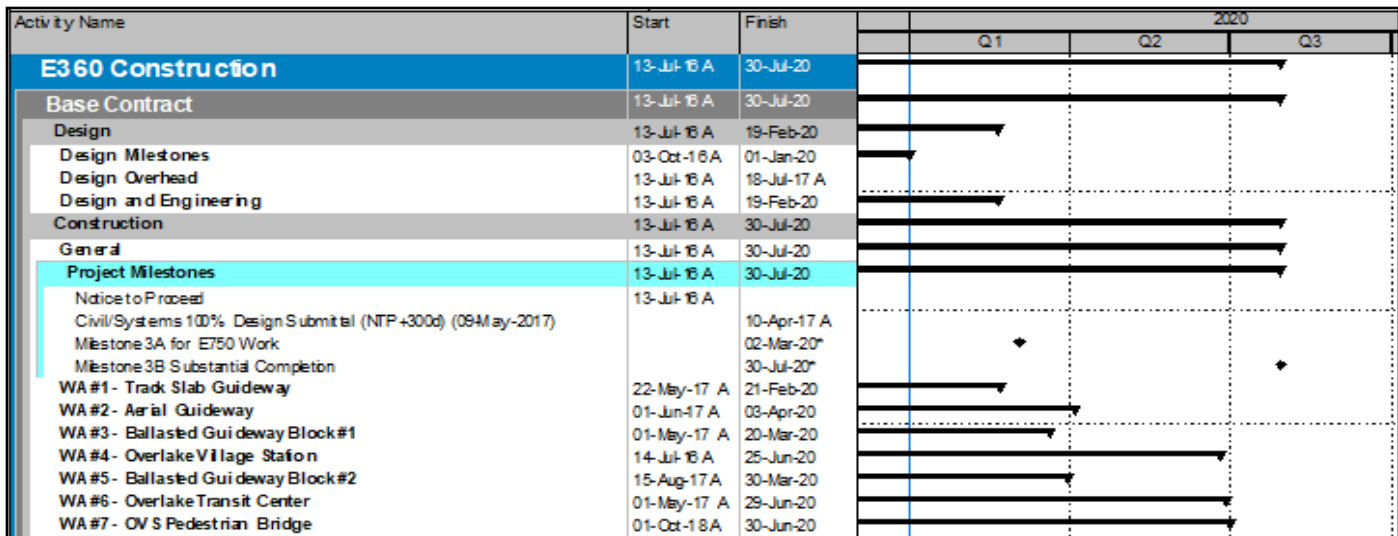 Activity Name Start Finish 2020
Q1 Q2 Q3
E360 Construction 13-Jul-16 A 30-Jul-20
Base Contract 13-Jul-16 A 30-Jul-20
Design 13-Jul-16 A 19-Feb-20
Design Milestones 03-Oct-16 A 01-Jan-20
Design Overhead 13-Jul-16 A 18-Jul-17 A
Design and Engineering 13-Jul-16 A 19-Feb-20
Construction 13-Jul-16 A 30-Jul-20
General 13-Jul-16 A 30-Jul-20
Project Milestones 13-Jul-16 A 30-Jul-20
Notice to Proceed 13-Jul-16 A
Civil/Systems 100% Design Submittal (NTP+300d) (09-May-2017) 10-Apr-17 A
Milestone 3A for E750 Work 02-Mar-20*
Milestone 3B Substantial Completion 30-Jul-20*
WA #1 - Track Slab Guideway 22-May-17 A 21-Feb-20
WA #2 - Aerial Guideway 01-Jun-17 A 03-Apr-20
WA #3 - Ballasted Guideway Block #1 01-May-17 A 20-Mar-20
WA #4 - Overlake Village Station 14-Jul-16 A 25-Jun-20
WA #5 - Ballasted Guideway Block #2 15-Aug-17 A 30-Mar-20
WA #6 - Overlake Transit Center 01-May-17 A 29-Jun-20
WA #7 - OVS Pedestrian Bridge 01-Oct-18 A 30-Jun-20